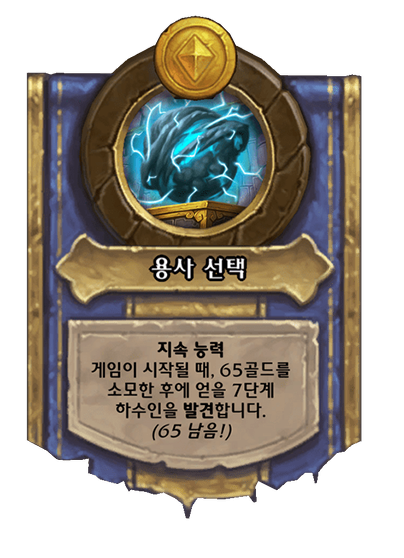 용사 선택
지속 능력
게임이 시작될 때, 65골드를
소모한 후에 얻을 7단계
하수인을 발견합니다.
(65 남음!)